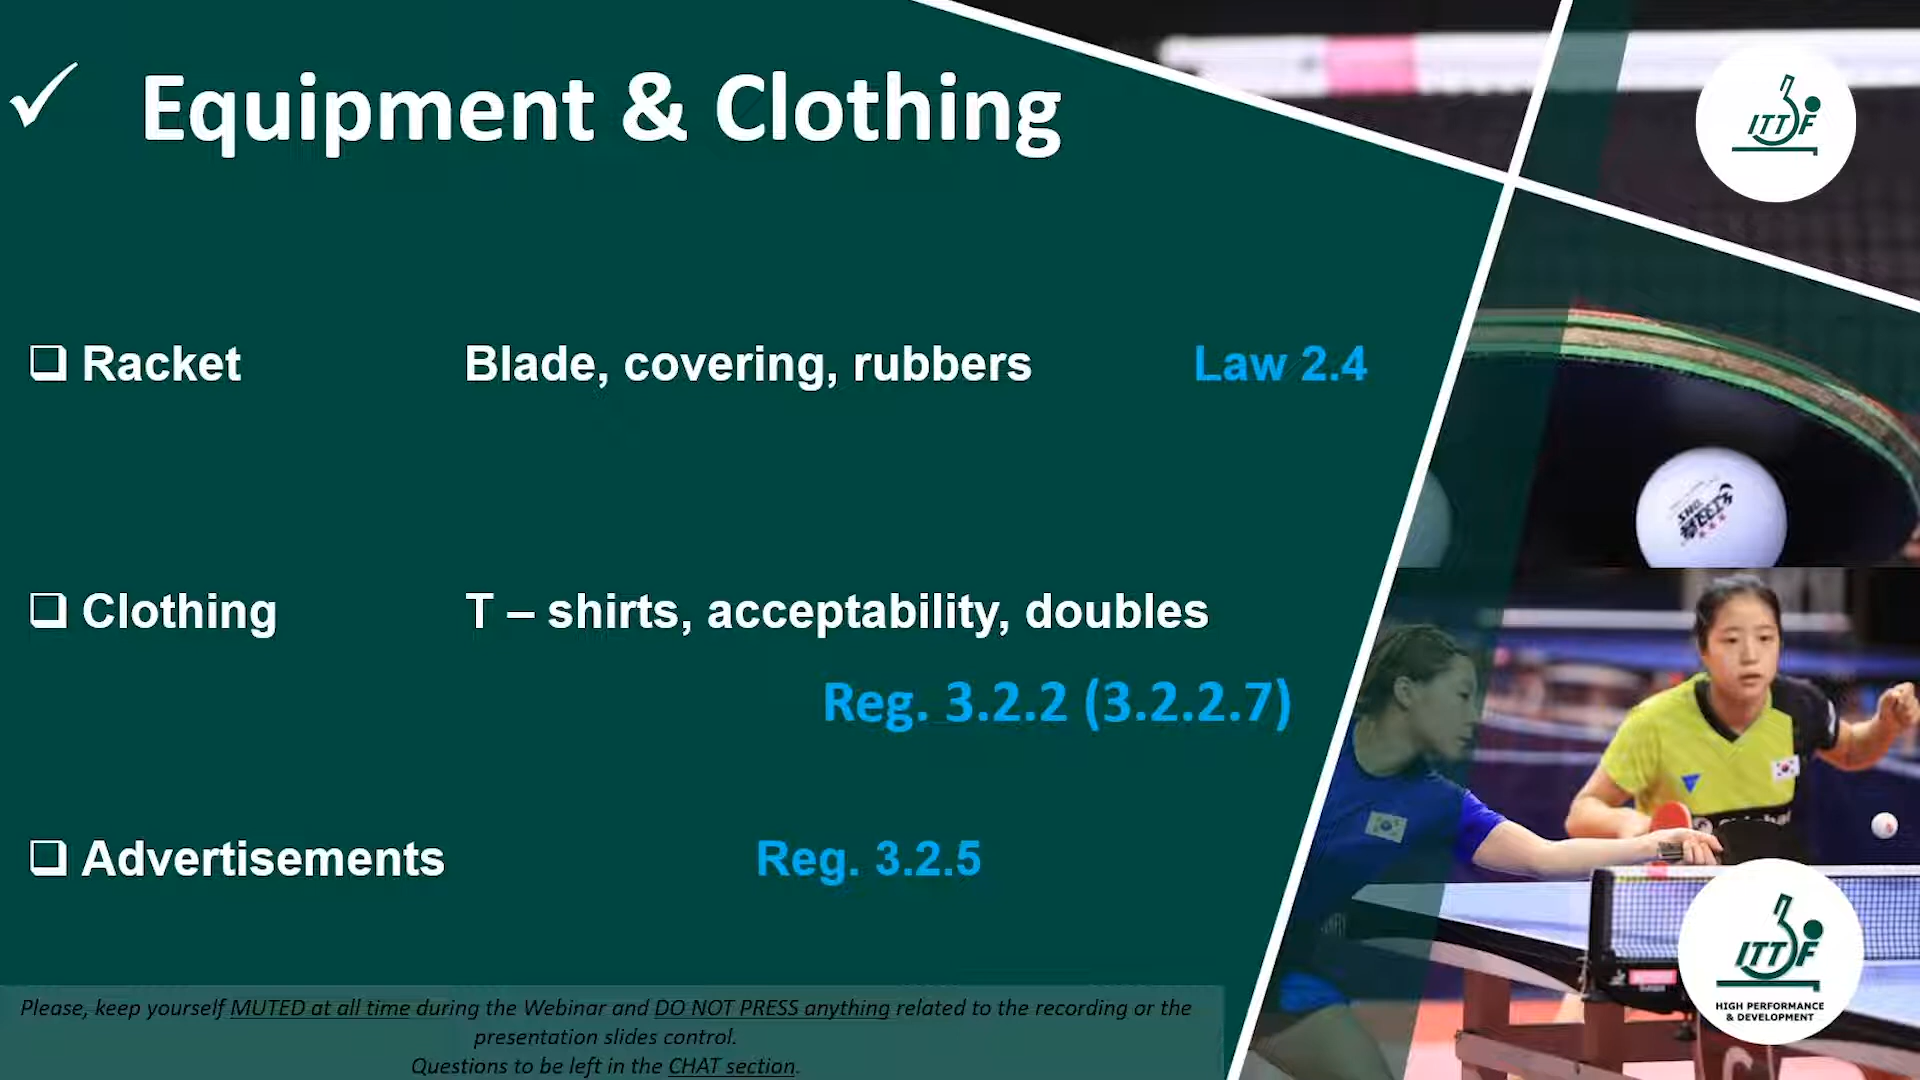 ✓ Equipment & Clothing
ITTF
❑ Racket Blade, covering, rubbers Law 2.4
❑ Clothing T – shirts, acceptability, doubles
Reg. 3.2.2 (3.2.2.7)
❑ Advertisements Reg. 3.2.5
ITTF
HIGH PERFORMANCE
& DEVELOPMENT
Please, keep yourself MUTED at all time during the Webinar and DO NOT PRESS anything related to the recording or the
presentation slides control.
Questions to be left in the CHAT section.